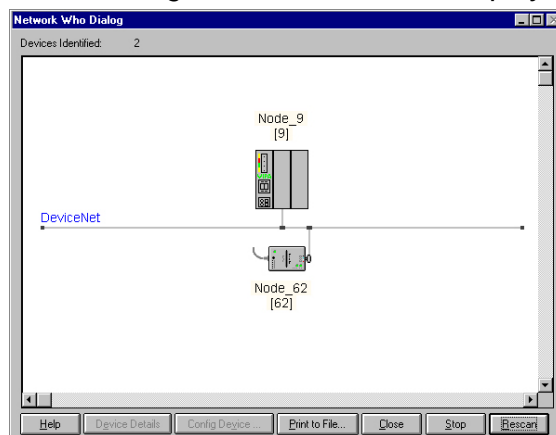 Network Who Dialog
Devices Identified: 2
Node_9
[9]
DeviceNet
Node_62
[62]
Help Device Details Config Device ... Print to File... Close Stop Rescan